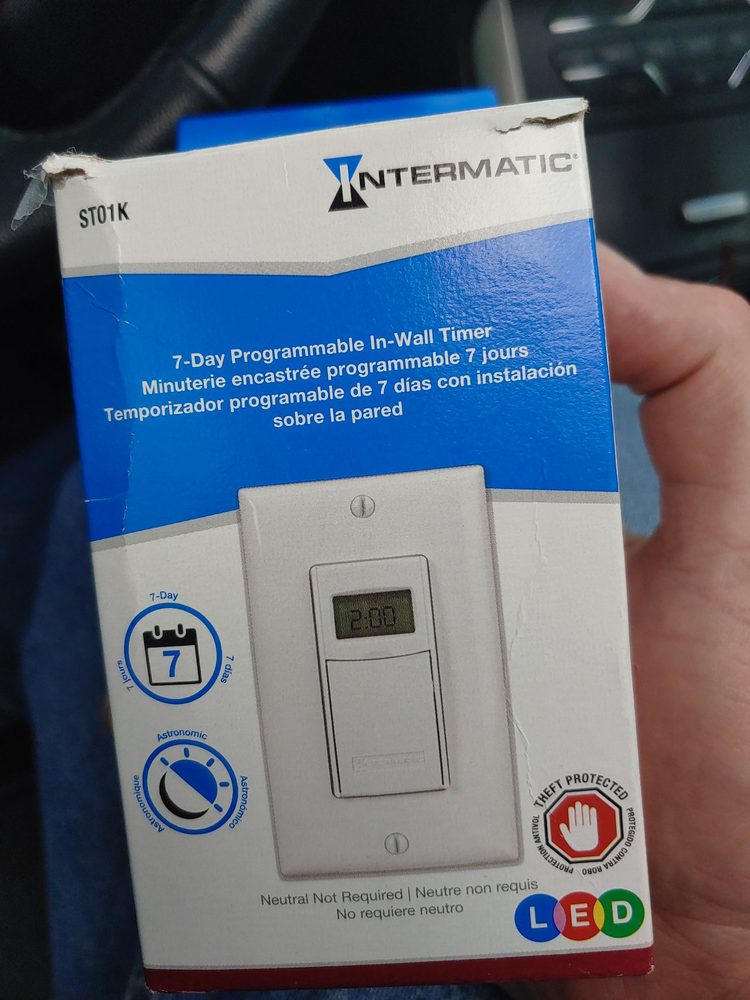 ST01K
INTERMATIC®
7-Day Programmable In-Wall Timer
Minuterie encastrée programmable 7 jours
Temporizador programable de 7 días con instalación
sobre la pared
2:00
7-Day
7
7 jours
7 días
INTERMATIC
Astronomic
Astronomique
Astronómico
THEFT PROTECTED
PROTECTION ANTIVOL
PROTEGIDO CONTRA ROBO
Neutral Not Required | Neutre non requis
No requiere neutro
LED